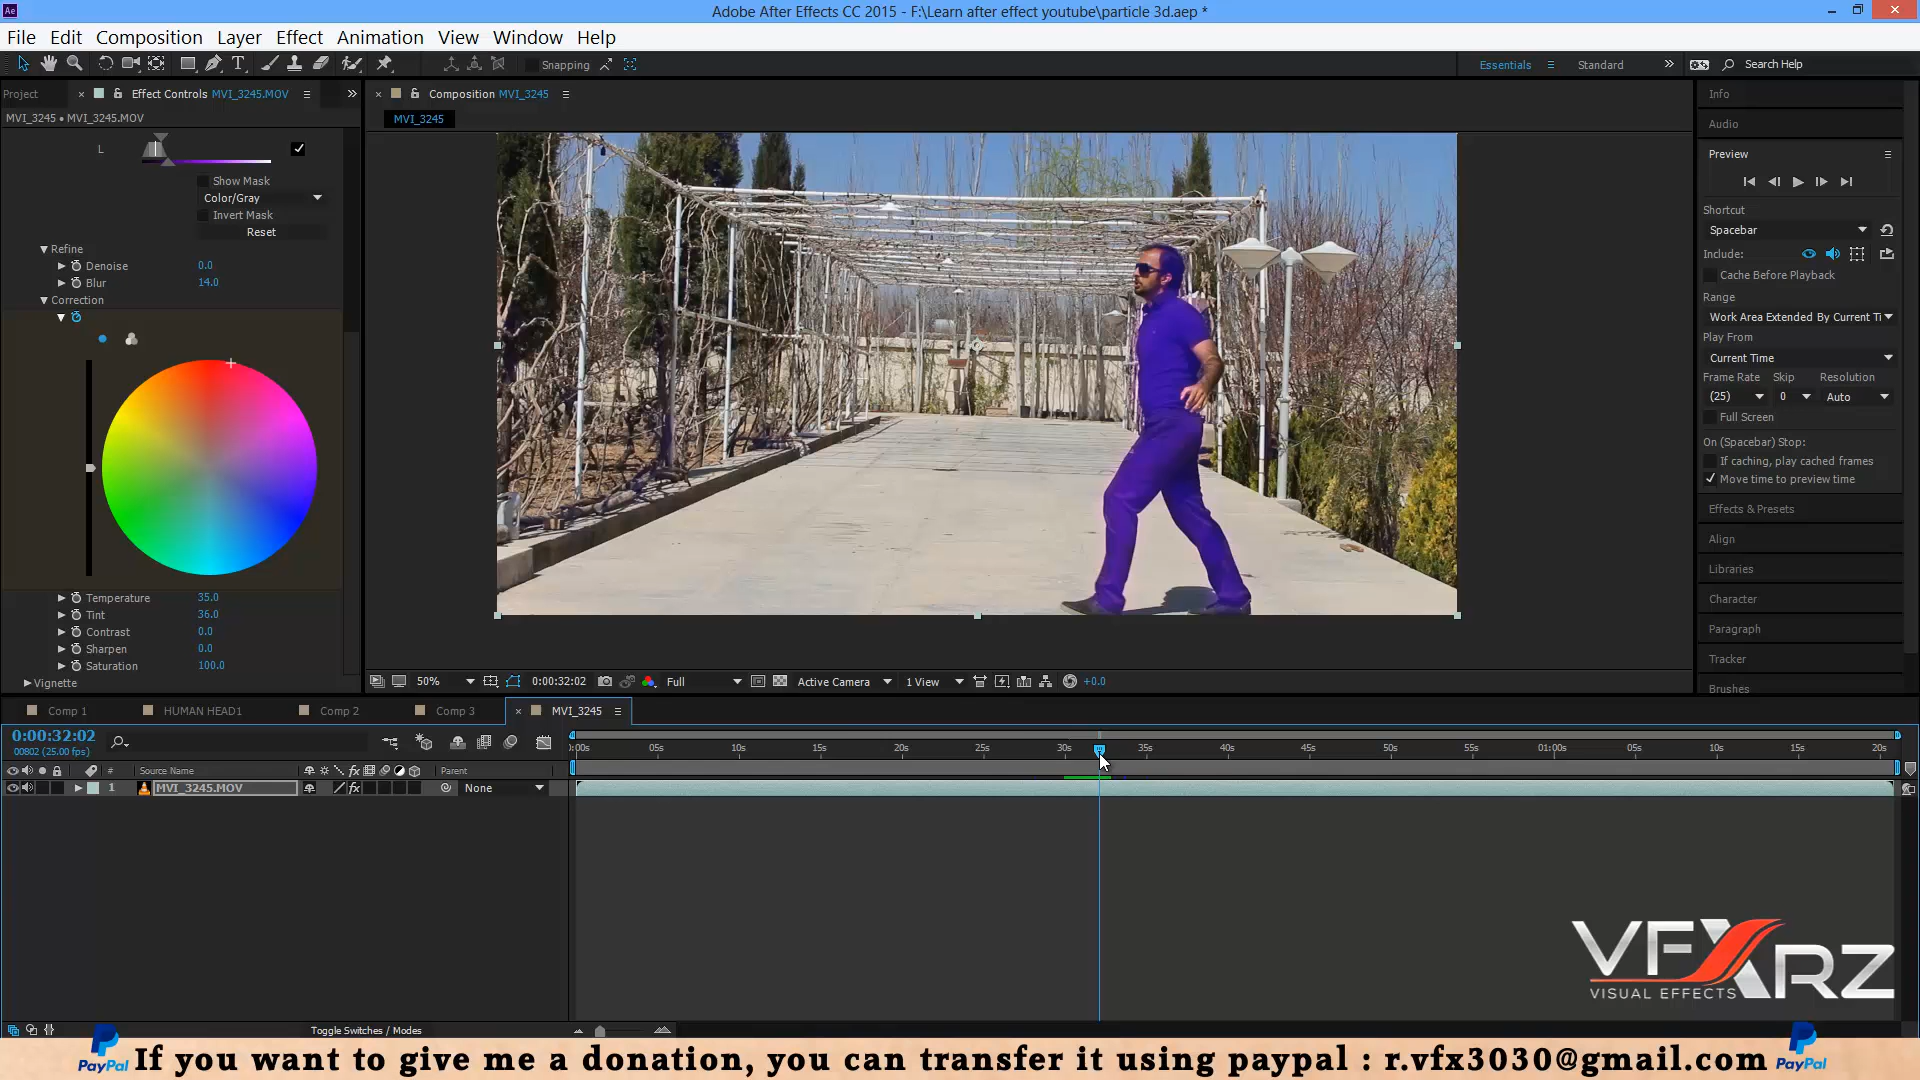 Ae
Adobe After Effects CC 2015 - F:\Learn after effect youtube\particle 3d.aep *
File Edit Composition Layer Effect Animation View Window Help
Snapping Essentials Standard Search Help
Project Effect Controls MVI_3245.MOV
Composition MVI_3245
MVI_3245 • MVI_3245.MOV
MVI_3245
L
Show Mask
Color/Gray
Invert Mask
Reset
Refine
Denoise 0.0
Blur 14.0
Correction
Temperature 35.0
Tint 36.0
Contrast 0.0
Sharpen 0.0
Saturation 100.0
Vignette
50% 0:00:32:02 Full Active Camera 1 View +0.0
Info
Audio
Preview
Shortcut
Spacebar
Include:
Cache Before Playback
Range
Work Area Extended By Current Ti
Play From
Current Time
Frame Rate Skip Resolution
(25) 0 Auto
Full Screen
On (Spacebar) Stop:
If caching, play cached frames
Move time to preview time
Effects & Presets
Align
Libraries
Character
Paragraph
Tracker
Brushes
Comp 1 HUMAN HEAD1 Comp 2 Comp 3 MVI_3245
0:00:32:02
00802 (25.00 fps)
):00s 05s 10s 15s 20s 25s 30s 35s 40s 45s 50s 55s 01:00s 05s 10s 15s 20s
# Source Name fx Parent
1 MVI_3245.MOV fx None
VFXARZ
VISUAL EFFECTS
Toggle Switches / Modes
PayPal If you want to give me a donation, you can transfer it using paypal : r.vfx3030@gmail.com PayPal